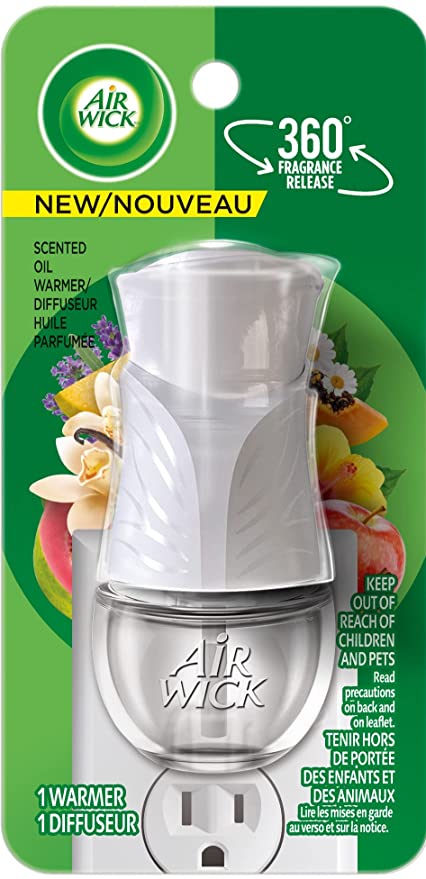 AIR
WICK
NEW/NOUVEAU
360°
FRAGRANCE
RELEASE
SCENTED
OIL
WARMER/
DIFFUSEUR
HUILE
PARFUMÉE
AIR
WICK
KEEP
OUT OF
REACH OF
CHILDREN
AND PETS
Read
precautions
on back and
on leaflet.
TENIR HORS
DE PORTÉE
DES ENFANTS ET
DES ANIMAUX
Lire les mises en garde
au verso et sur la notice.
1 WARMER
1 DIFFUSEUR